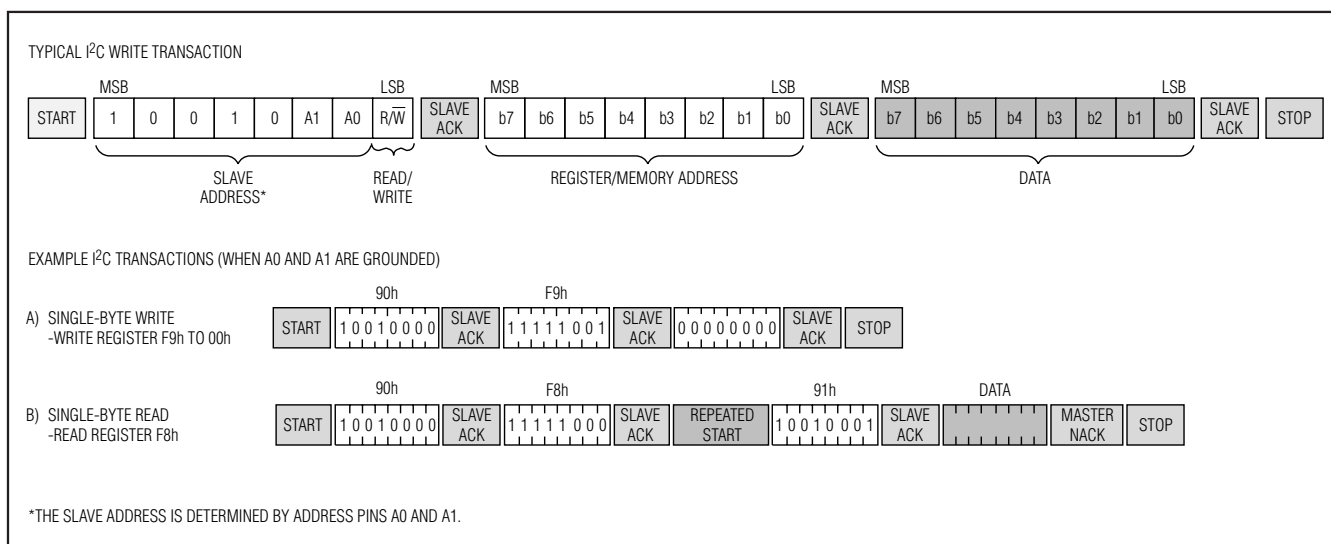 TYPICAL I²C WRITE TRANSACTION
MSB LSB MSB LSB MSB LSB
START 1 0 0 1 0 A1 A0 R/W̅ SLAVE ACK b7 b6 b5 b4 b3 b2 b1 b0 SLAVE ACK b7 b6 b5 b4 b3 b2 b1 b0 SLAVE ACK STOP
SLAVE ADDRESS* READ/WRITE REGISTER/MEMORY ADDRESS DATA
EXAMPLE I²C TRANSACTIONS (WHEN A0 AND A1 ARE GROUNDED)
90h F9h
A) SINGLE-BYTE WRITE
-WRITE REGISTER F9h TO 00h
START 1 0 0 1 0 0 0 0 SLAVE ACK 1 1 1 1 1 0 0 1 SLAVE ACK 0 0 0 0 0 0 0 0 SLAVE ACK STOP
90h F8h 91h DATA
B) SINGLE-BYTE READ
-READ REGISTER F8h
START 1 0 0 1 0 0 0 0 SLAVE ACK 1 1 1 1 1 0 0 0 SLAVE ACK REPEATED START 1 0 0 1 0 0 0 1 SLAVE ACK MASTER NACK STOP
*THE SLAVE ADDRESS IS DETERMINED BY ADDRESS PINS A0 AND A1.